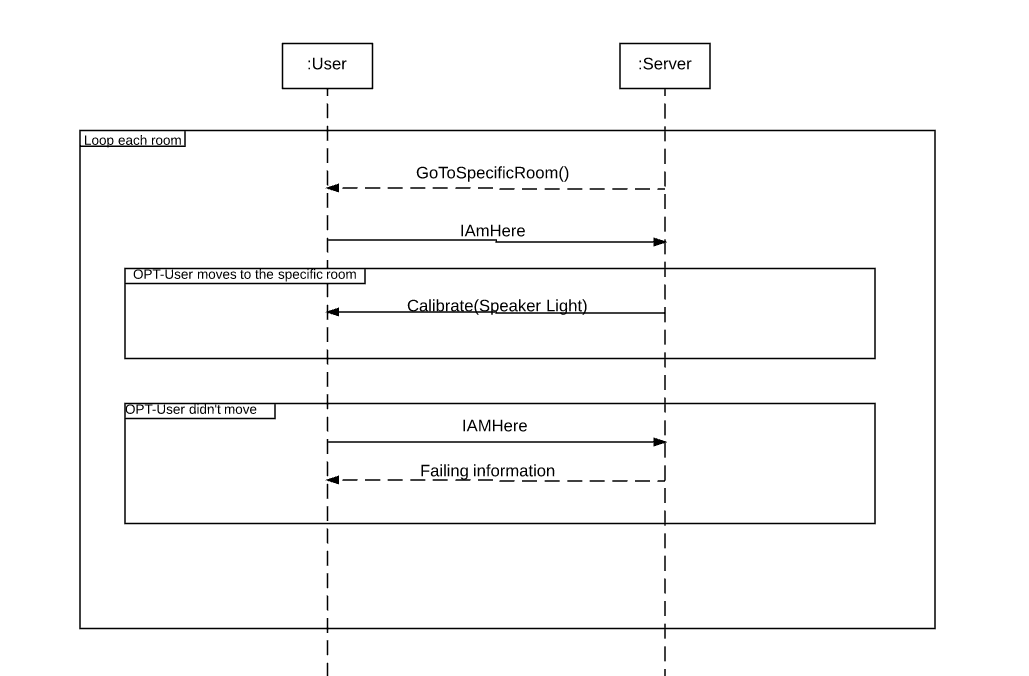 :User
:Server
Loop each room
GoToSpecificRoom()
IAmHere
OPT-User moves to the specific room
Calibrate(Speaker Light)
OPT-User didn't move
IAMHere
Failing information